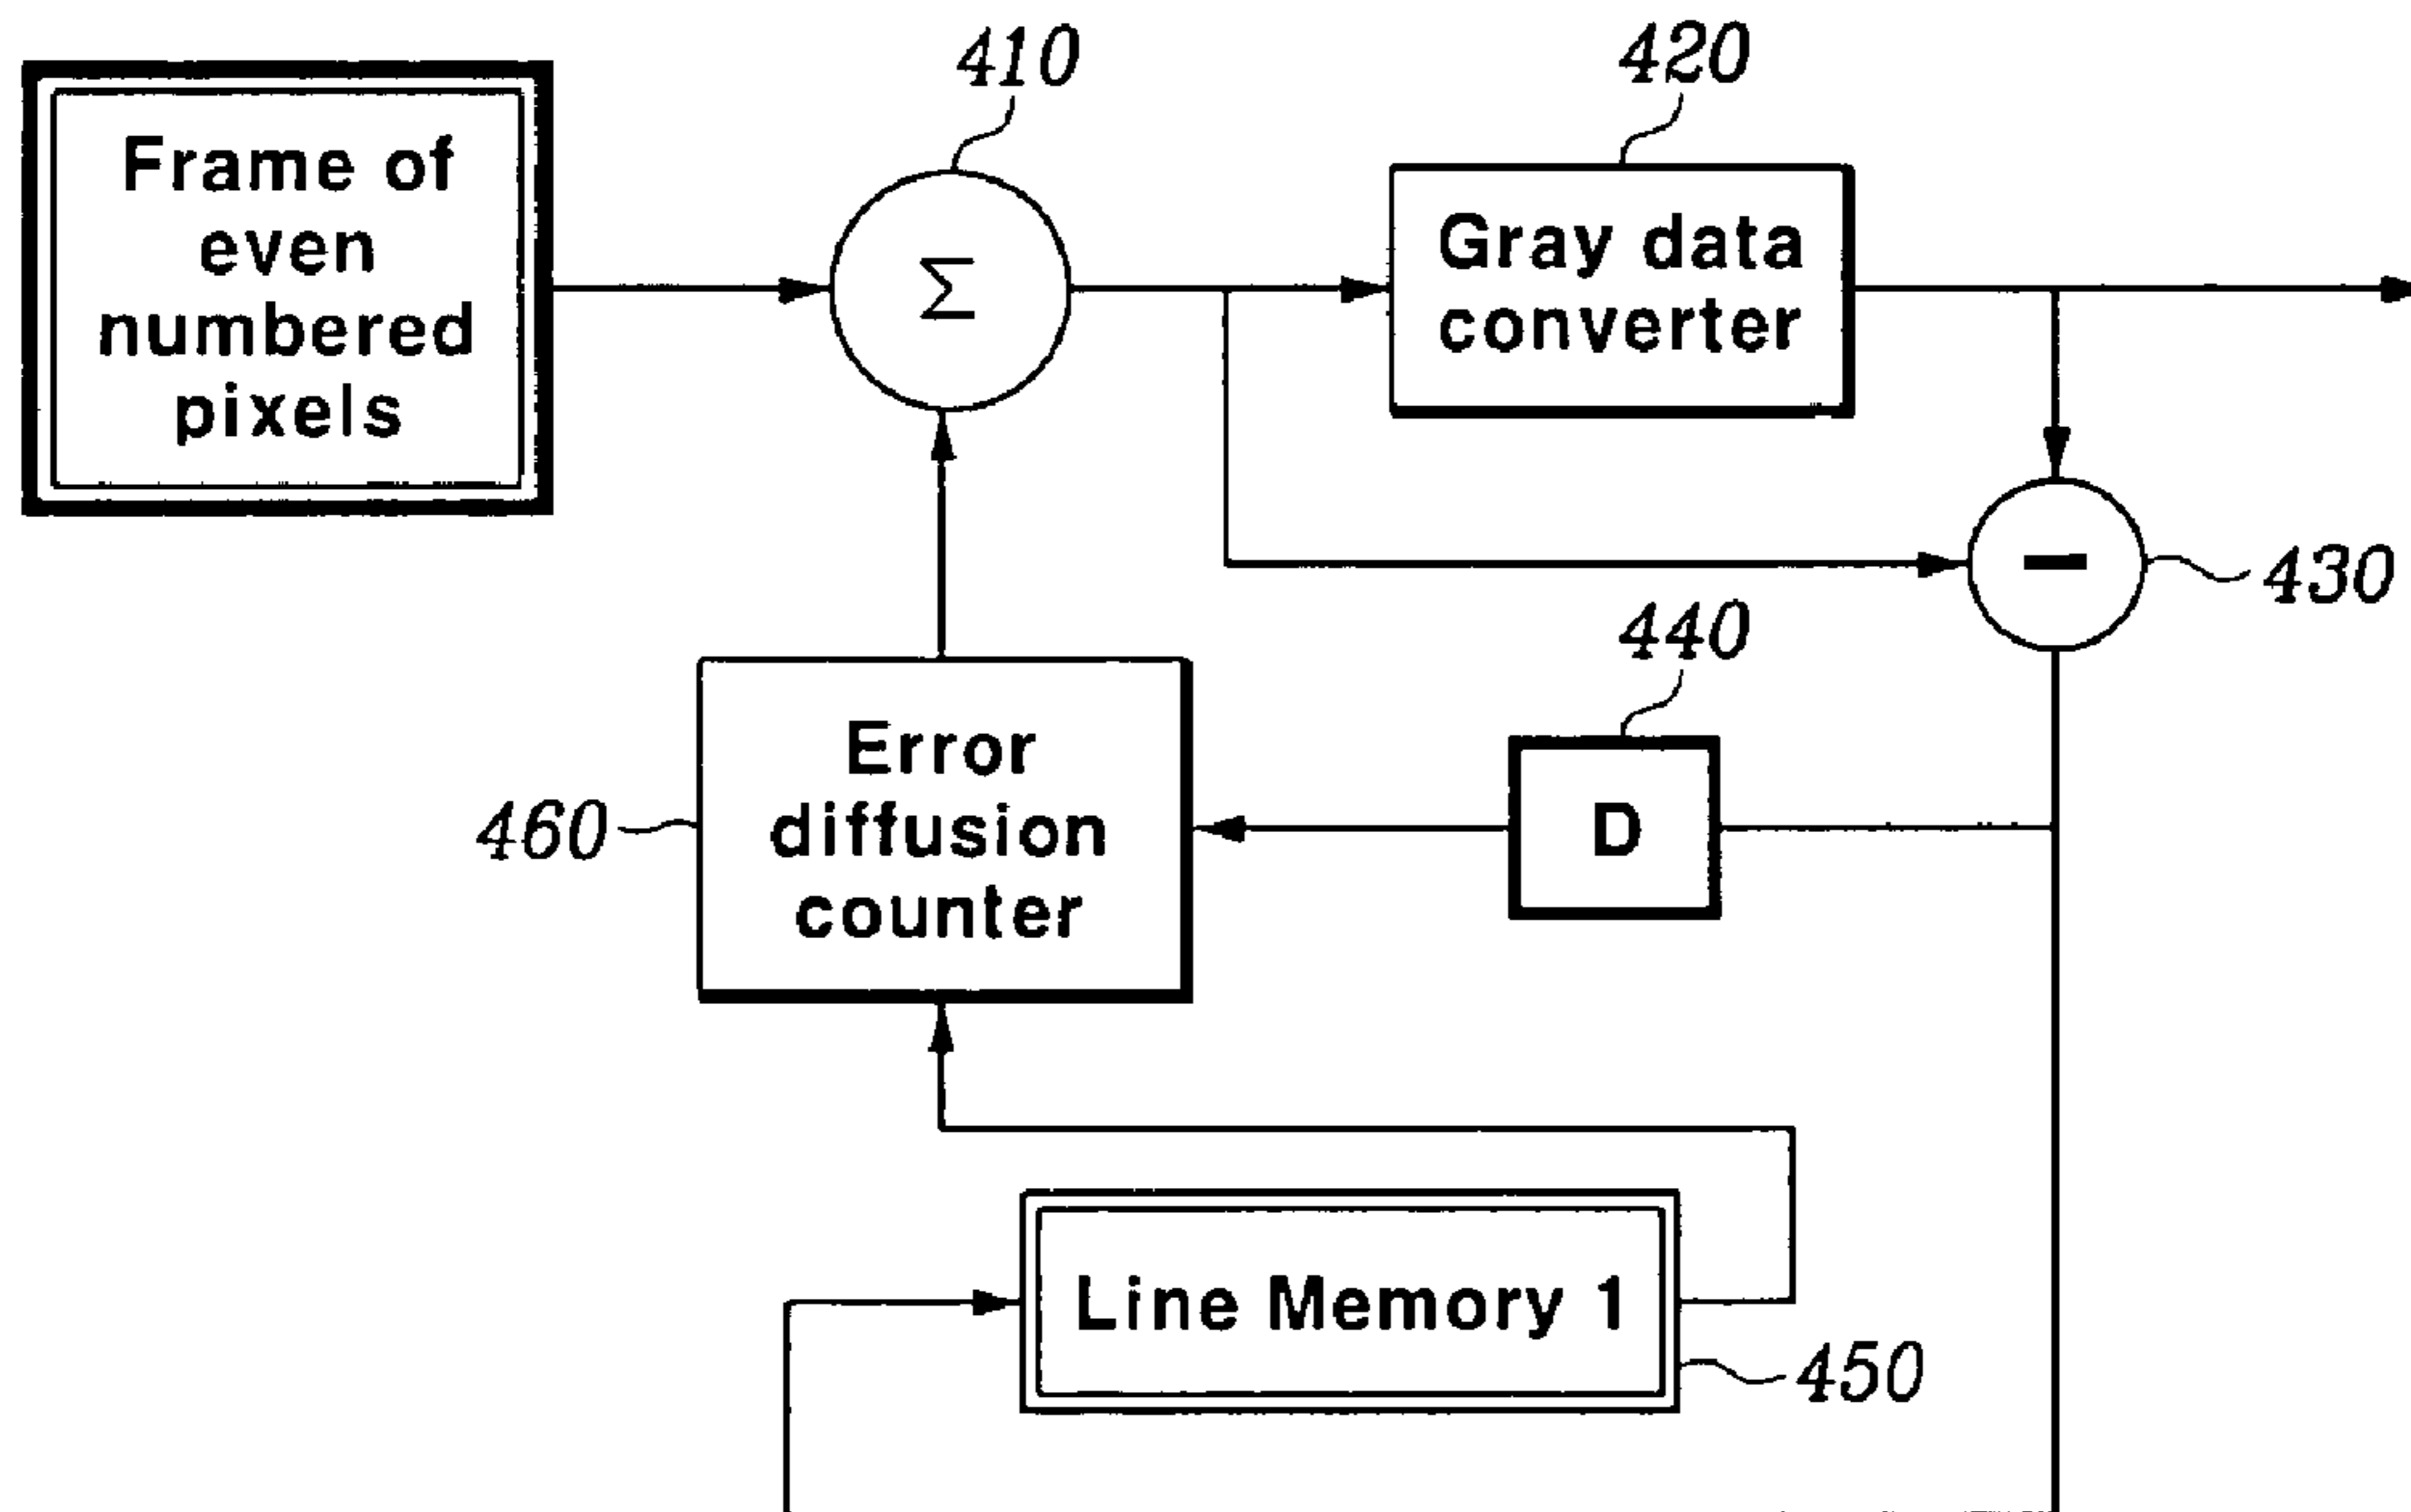 410
420
Frame of
even
numbered
pixels
Σ
Gray data
converter
−
430
440
Error
diffusion
counter
460
D
Line Memory 1
450